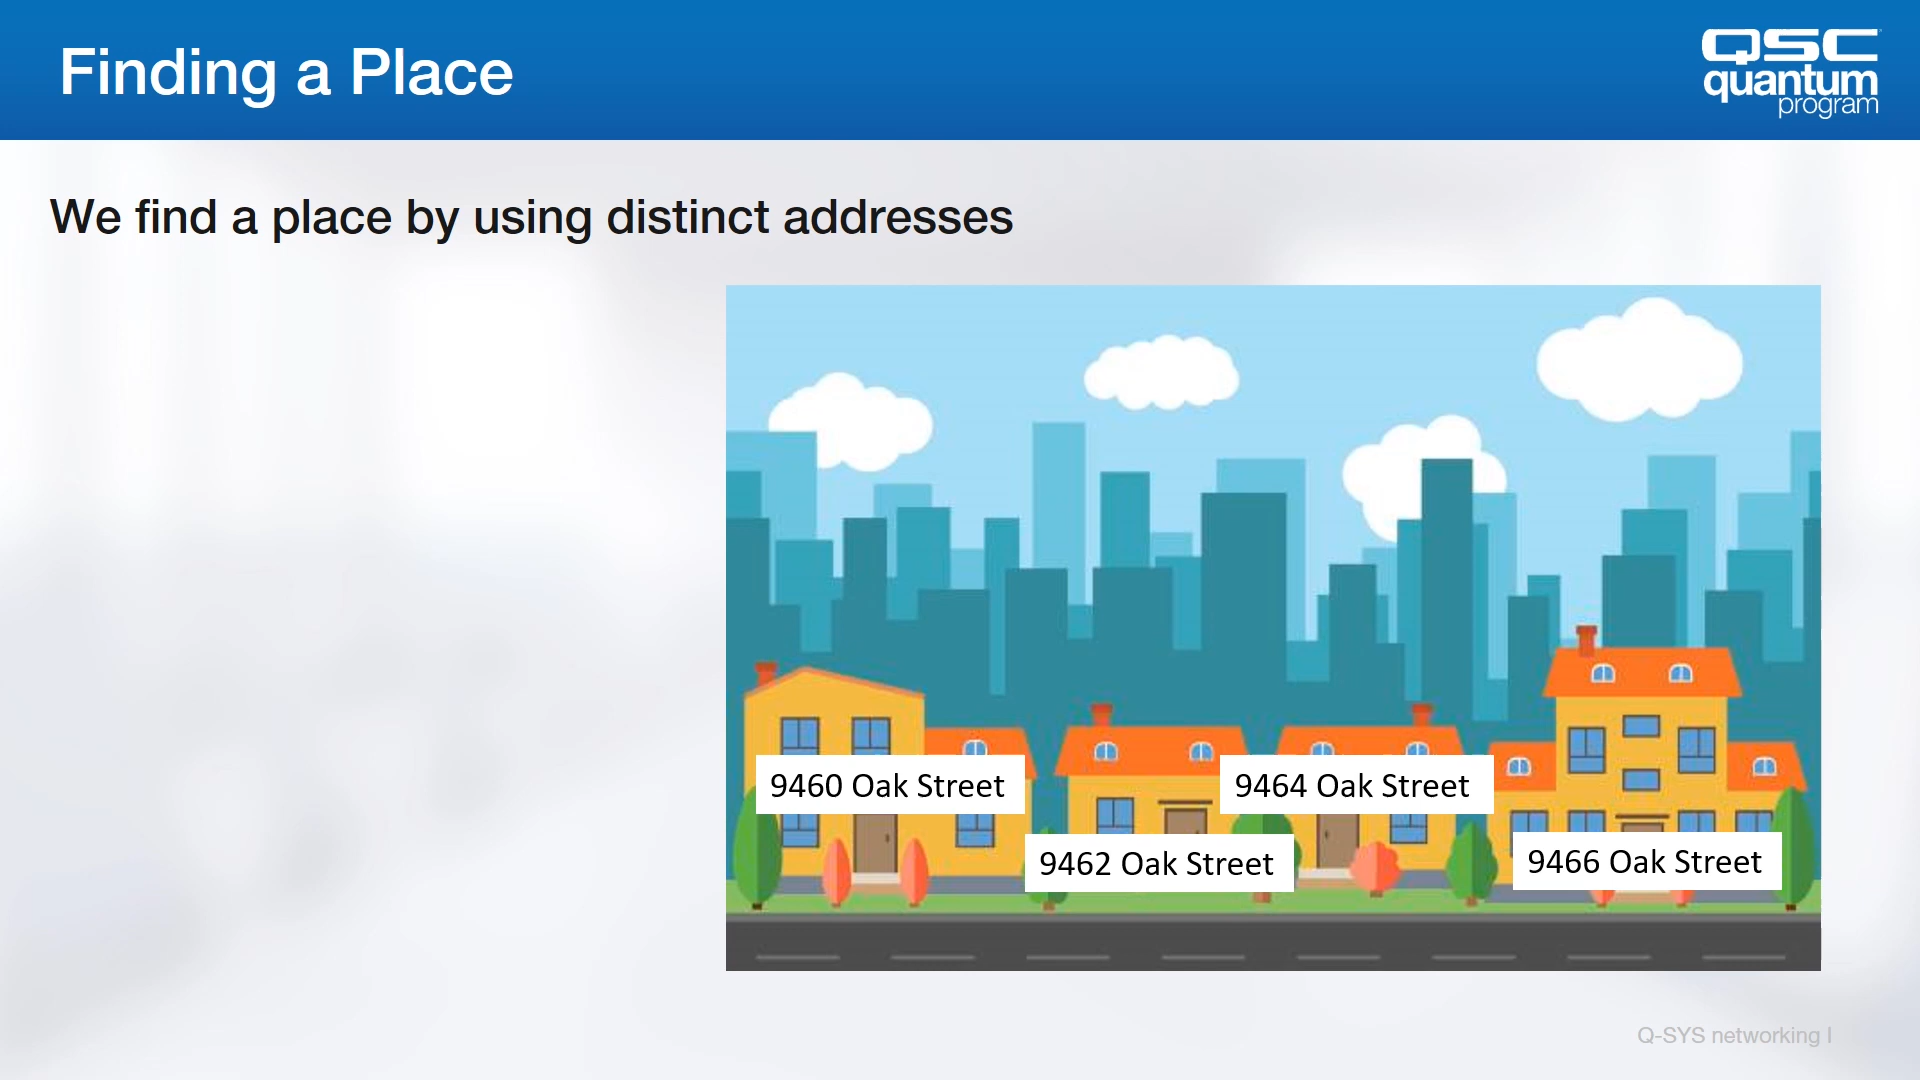 Finding a Place
QSC
quantum
program
We find a place by using distinct addresses
9460 Oak Street
9464 Oak Street
9462 Oak Street
9466 Oak Street
Q-SYS networking I